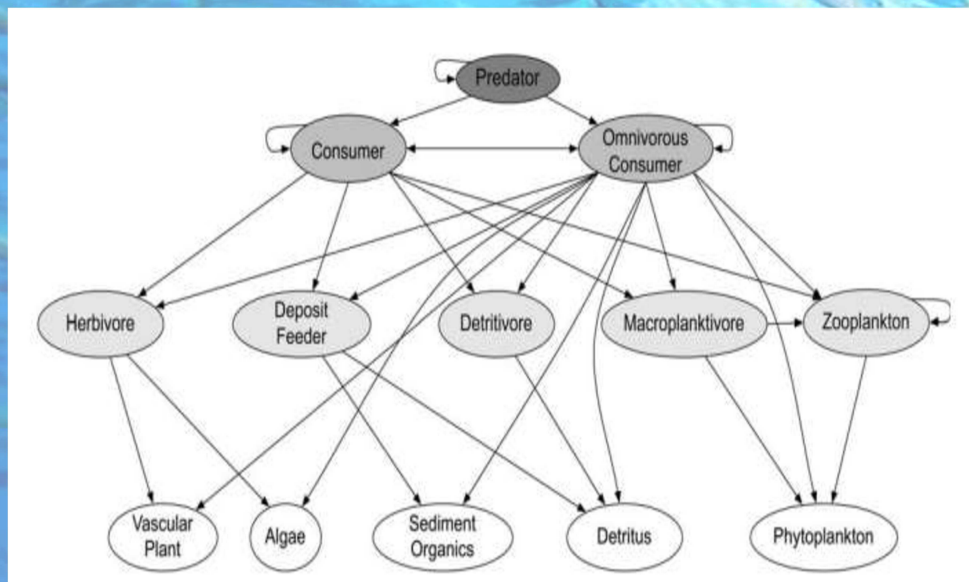 Predator
Consumer
Omnivorous
Consumer
Herbivore
Deposit
Feeder
Detritivore
Macroplanktivore
Zooplankton
Vascular
Plant
Algae
Sediment
Organics
Detritus
Phytoplankton